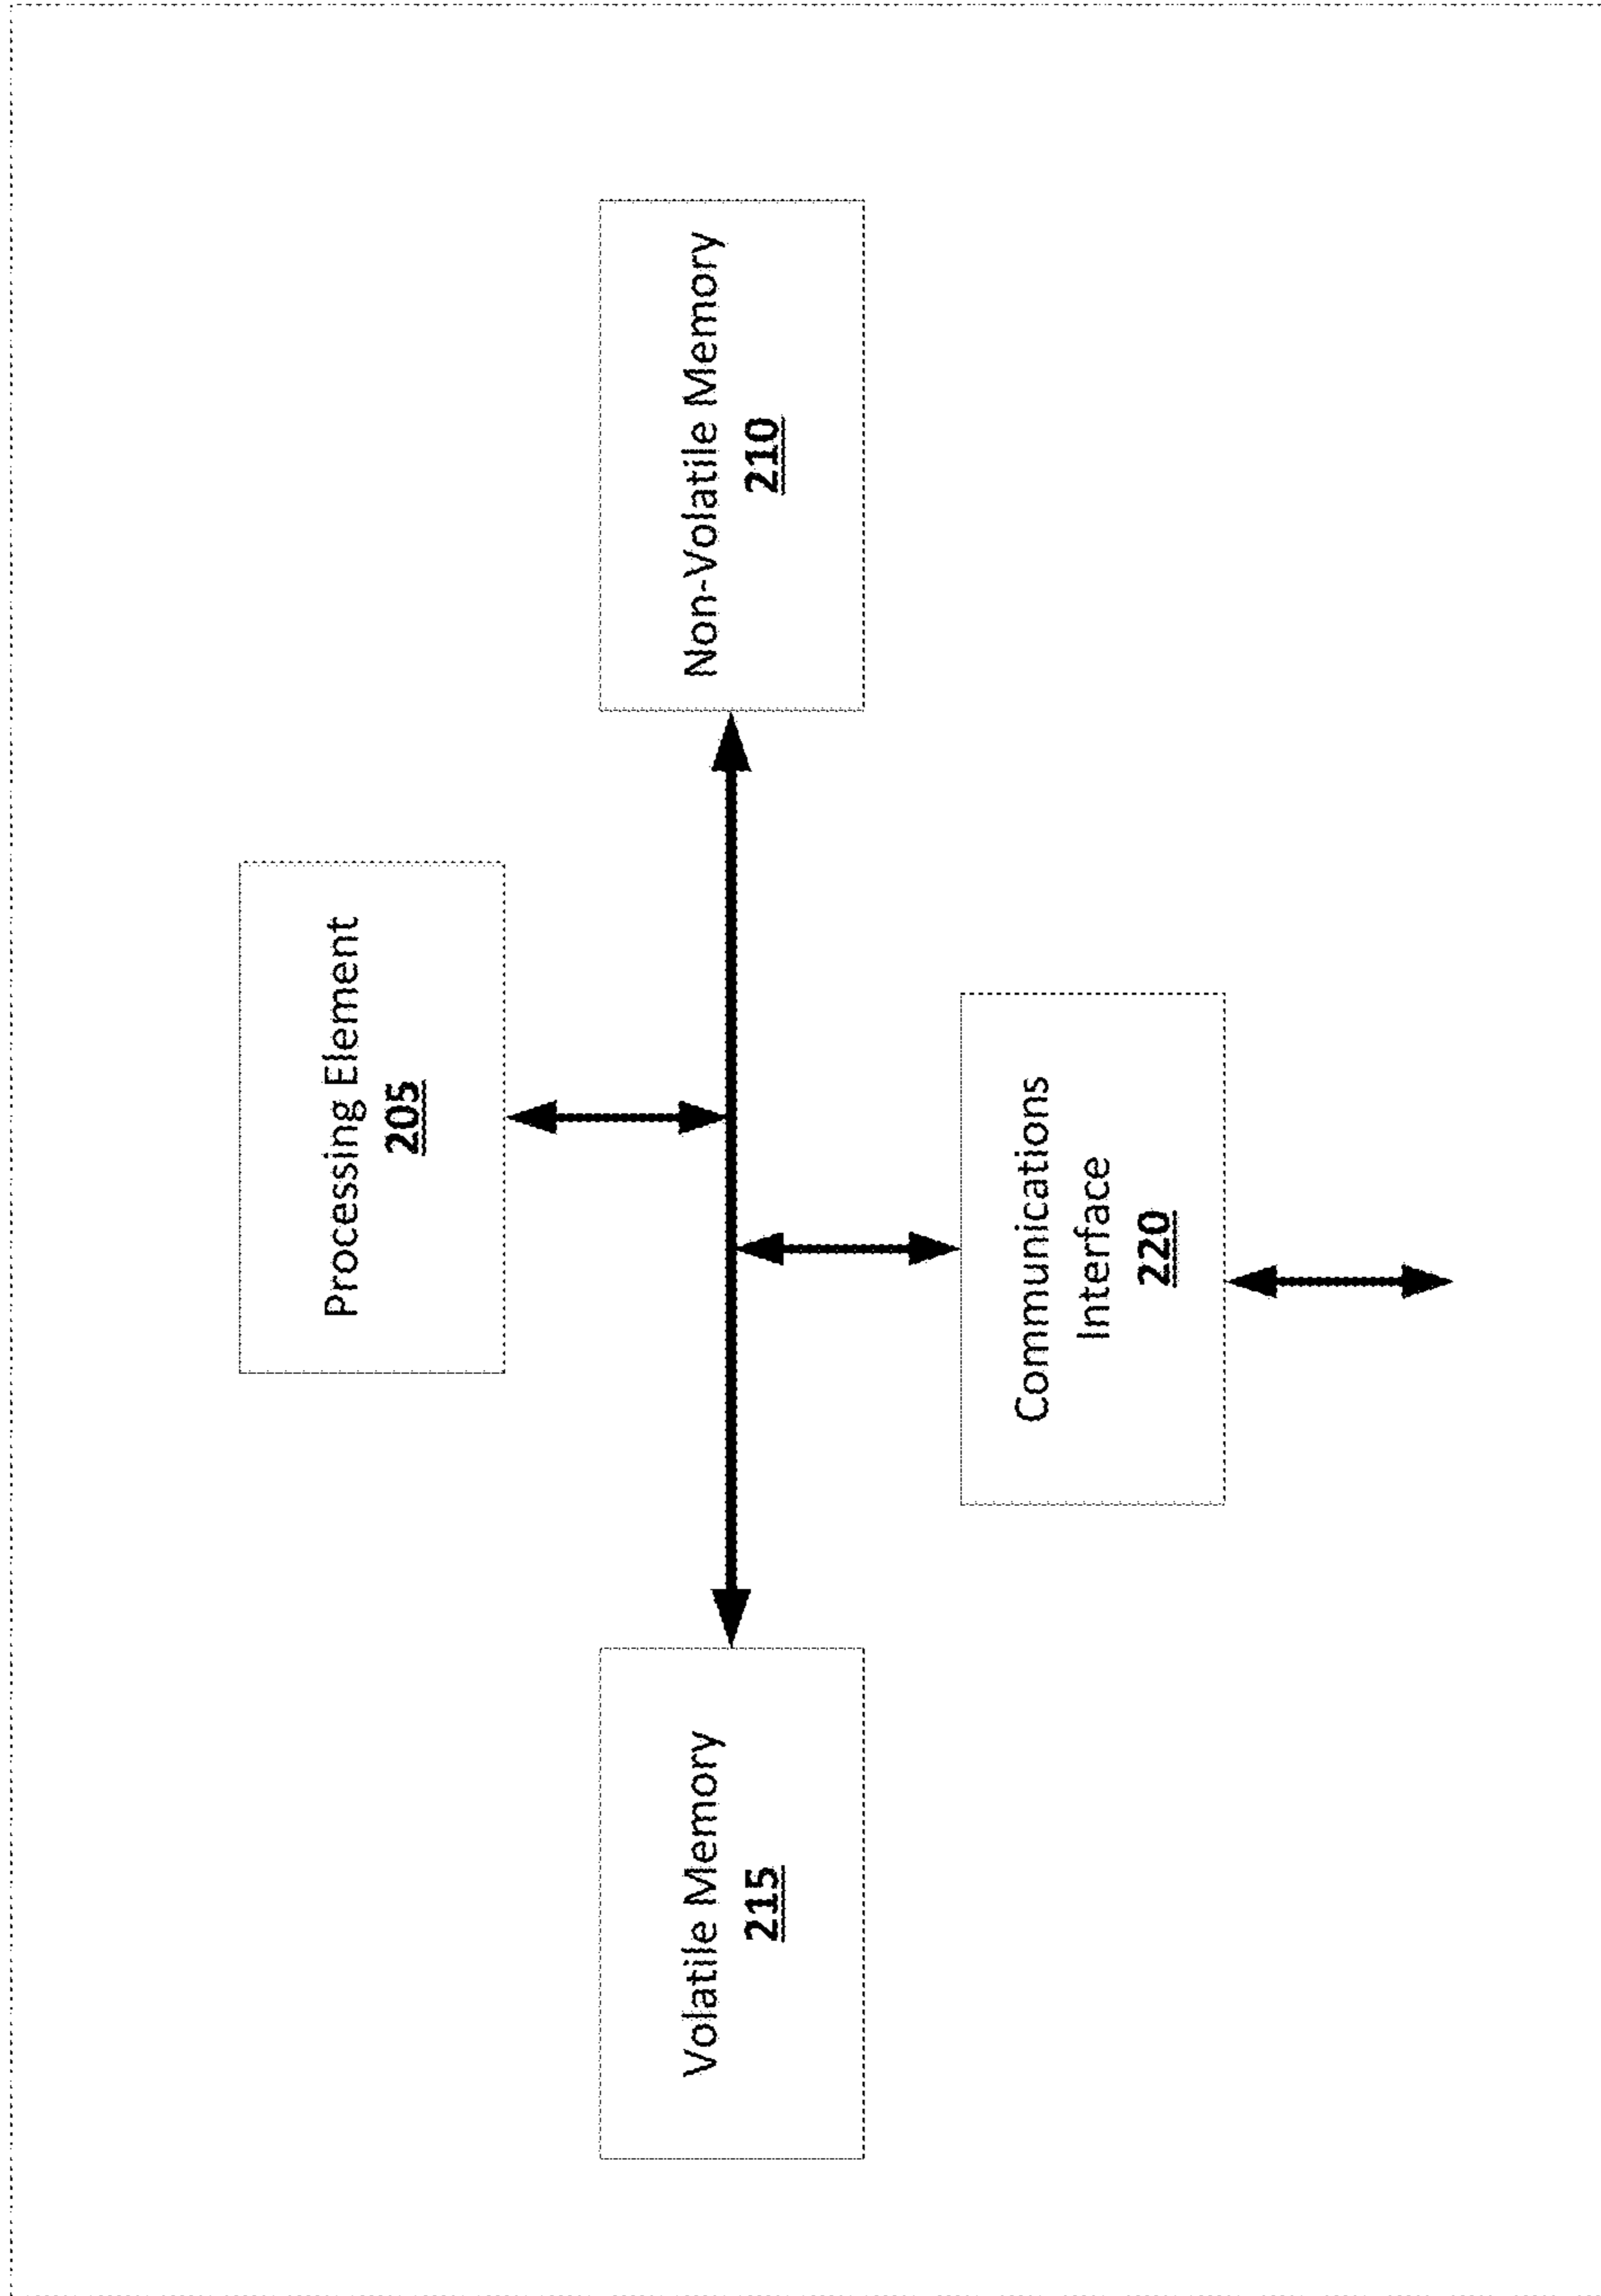 Processing Element
205
Volatile Memory
215
Non-Volatile Memory
210
Communications
Interface
220